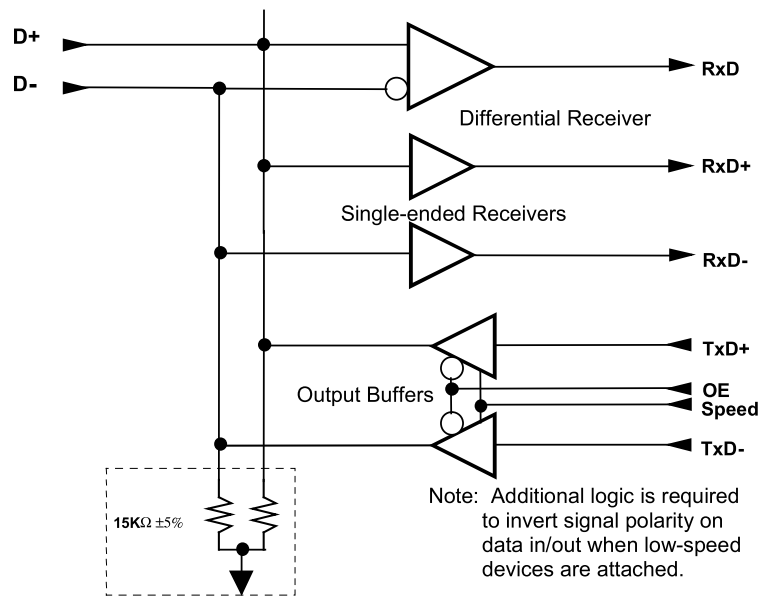 D+
D-
RxD
Differential Receiver
RxD+
Single-ended Receivers
RxD-
TxD+
Output Buffers
OE
Speed
TxD-
15KΩ ±5%
Note: Additional logic is required
to invert signal polarity on
data in/out when low-speed
devices are attached.